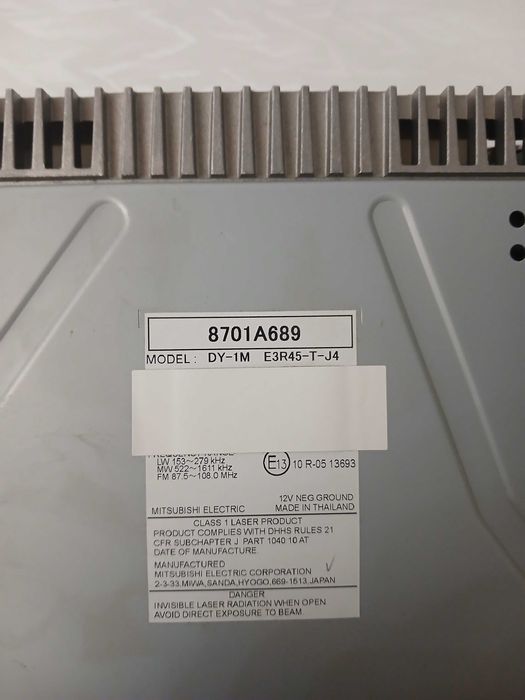 8701A689
MODEL: DY-1M E3R45-T-J4
FREQUENCY RANGE
LW 153~279 kHz
MW 522~1611 kHz
FM 87.5~108.0 MHz
E13 10 R-05 13693
12V NEG GROUND
MITSUBISHI ELECTRIC MADE IN THAILAND
CLASS 1 LASER PRODUCT
PRODUCT COMPLIES WITH DHHS RULES 21
CFR SUBCHAPTER J PART 1040.10 AT
DATE OF MANUFACTURE.
MANUFACTURED
MITSUBISHI ELECTRIC CORPORATION
2-3-33,MIWA,SANDA,HYOGO,669-1513,JAPAN
DANGER
INVISIBLE LASER RADIATION WHEN OPEN
AVOID DIRECT EXPOSURE TO BEAM